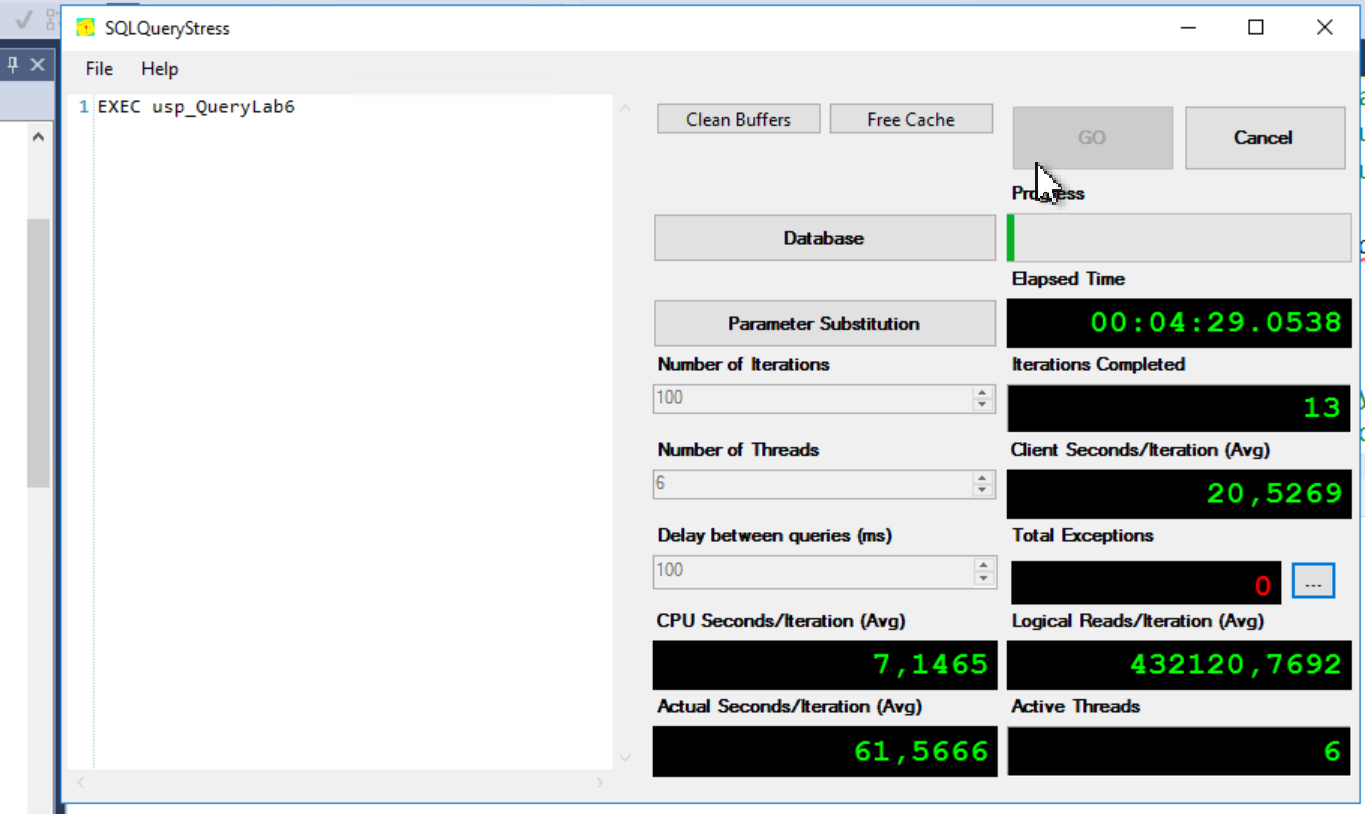 SQLQueryStress
File Help
1 EXEC usp_QueryLab6
Clean Buffers Free Cache
GO Cancel
Progress
Database
Elapsed Time
00:04:29.0538
Parameter Substitution
Number of Iterations
100
Iterations Completed
13
Number of Threads
6
Client Seconds/Iteration (Avg)
20,5269
Delay between queries (ms)
100
Total Exceptions
0 ...
CPU Seconds/Iteration (Avg)
7,1465
Logical Reads/Iteration (Avg)
432120,7692
Actual Seconds/Iteration (Avg)
61,5666
Active Threads
6